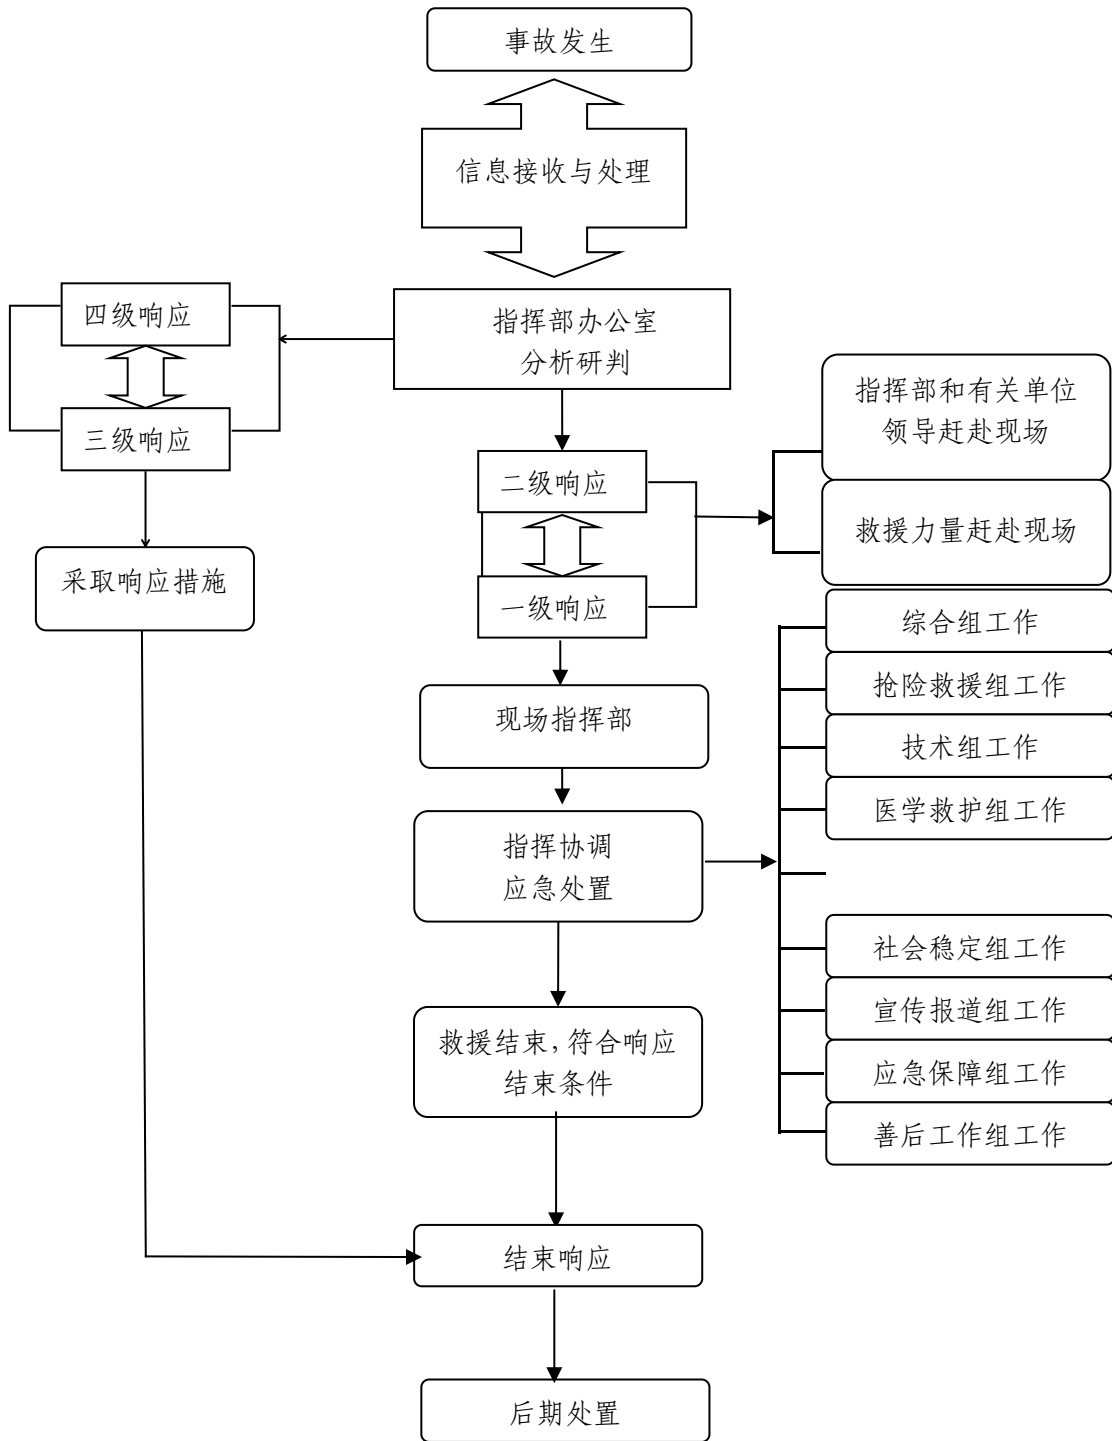 事故发生
信息接收与处理
指挥部办公室
分析研判
四级响应
三级响应
采取响应措施
二级响应
一级响应
指挥部和有关单位
领导赶赴现场
救援力量赶赴现场
现场指挥部
指挥协调
应急处置
综合组工作
抢险救援组工作
技术组工作
医学救护组工作
社会稳定组工作
宣传报道组工作
应急保障组工作
善后工作组工作
救援结束，符合响应
结束条件
结束响应
后期处置